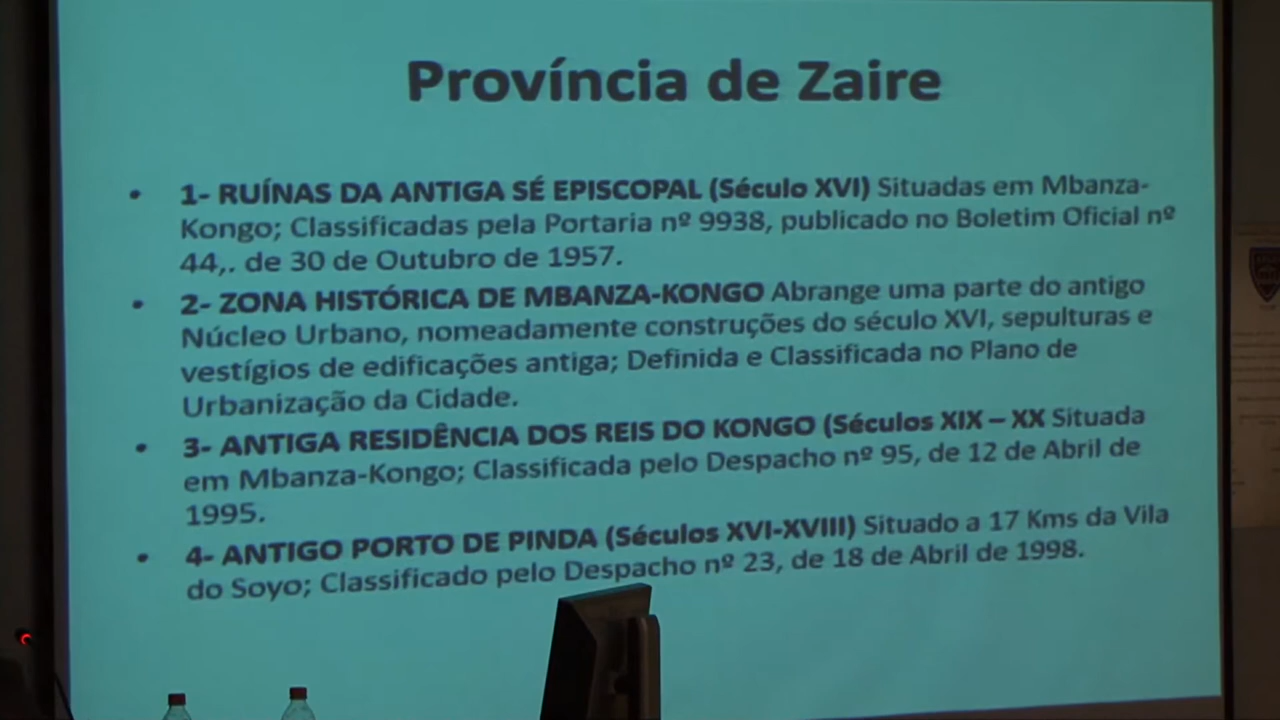 Província de Zaire
• 1- RUÍNAS DA ANTIGA SÉ EPISCOPAL (Século XVI) Situadas em Mbanza-
Kongo; Classificadas pela Portaria nº 9938, publicado no Boletim Oficial nº
44,. de 30 de Outubro de 1957.
• 2- ZONA HISTÓRICA DE MBANZA-KONGO Abrange uma parte do antigo
Núcleo Urbano, nomeadamente construções do século XVI, sepulturas e
vestígios de edificações antiga; Definida e Classificada no Plano de
Urbanização da Cidade.
• 3- ANTIGA RESIDÊNCIA DOS REIS DO KONGO (Séculos XIX – XX Situada
em Mbanza-Kongo; Classificada pelo Despacho nº 95, de 12 de Abril de
1995.
• 4- ANTIGO PORTO DE PINDA (Séculos XVI-XVIII) Situado a 17 Kms da Vila
do Soyo; Classificado pelo Despacho nº 23, de 18 de Abril de 1998.